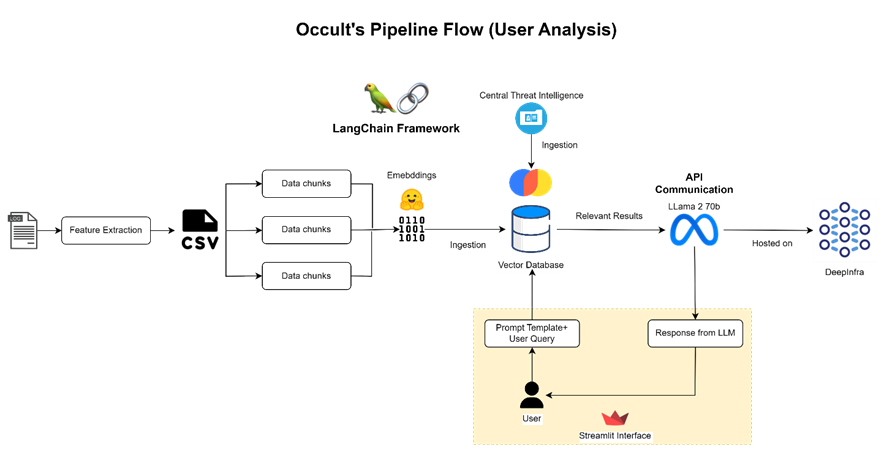 Occult's Pipeline Flow (User Analysis)
LangChain Framework
Central Threat Intelligence
Ingestion
LOG
Feature Extraction
CSV
Data chunks
Data chunks
Data chunks
Emebddings
0110
1001
1010
Ingestion
Vector Database
Relevant Results
API
Communication
LLama 2 70b
Hosted on
DeepInfra
Prompt Template+
User Query
Response from LLM
User
Streamlit Interface